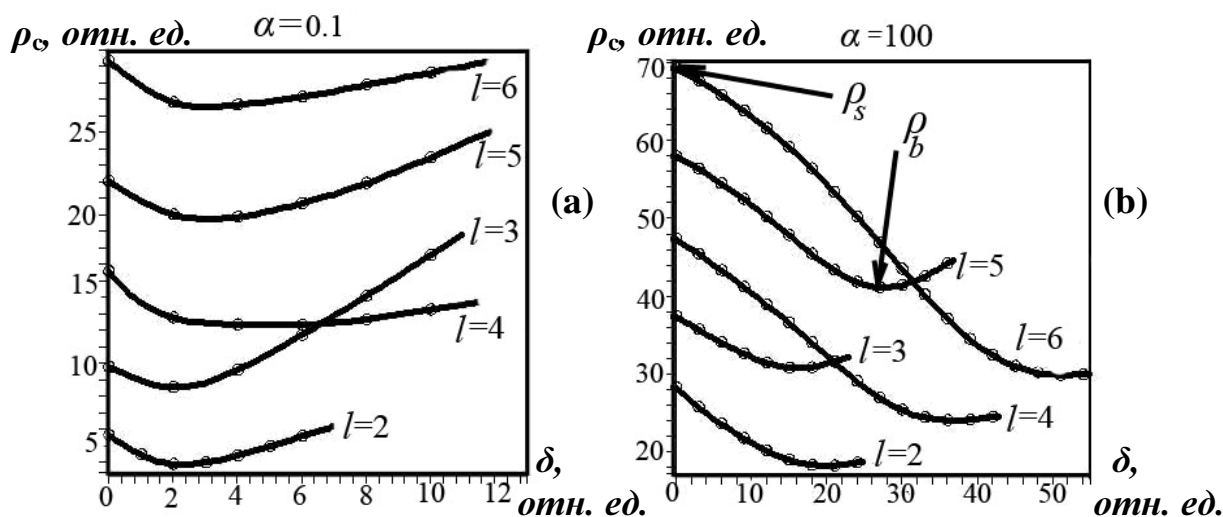 ρc, отн. ед.
α=0.1
25
20
15
10
5
0
2
4
6
8
10
12
l=6
l=5
l=3
l=4
l=2
δ,
отн. ед.
(a)
ρc, отн. ед.
α=100
70
60
50
40
30
20
0
10
20
30
40
50
ρs
ρb
l=5
l=6
l=3
l=4
l=2
δ,
отн. ед.
(b)